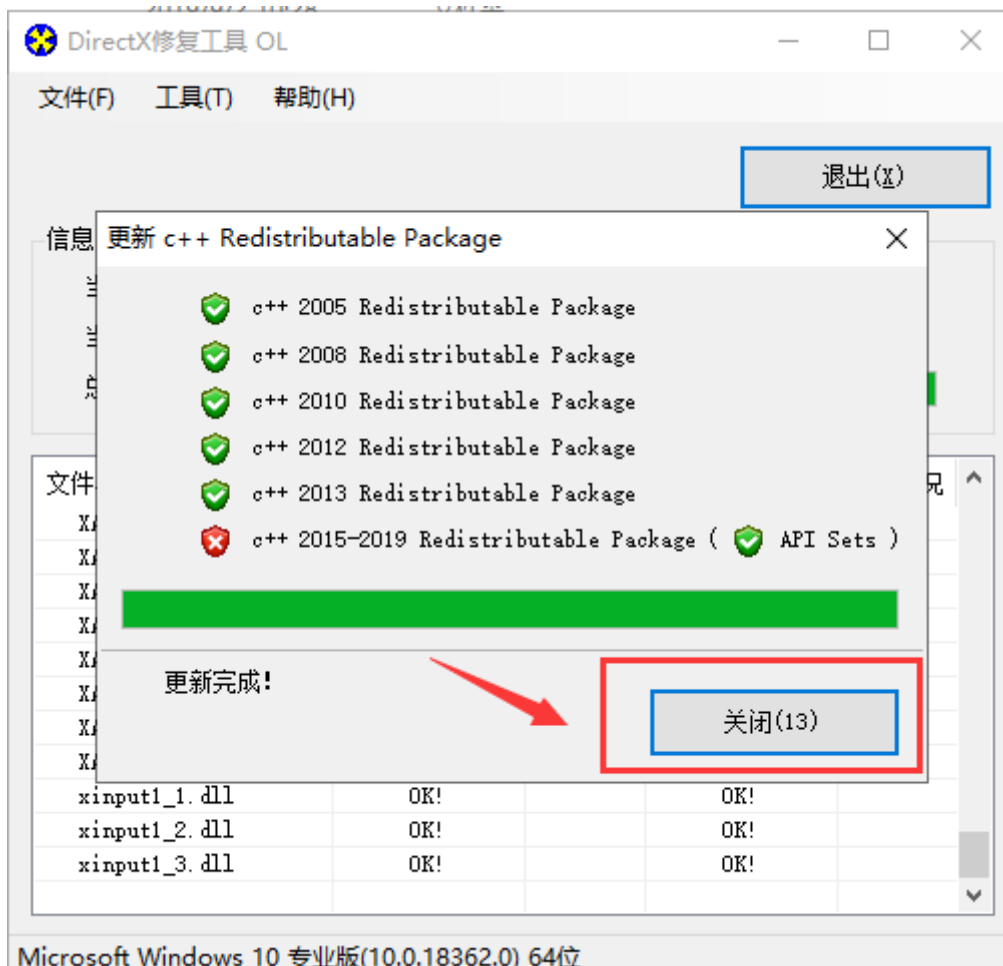 DirectX修复工具 OL
文件(F) 工具(T) 帮助(H)
退出(X)
信息
更新 c++ Redistributable Package
c++ 2005 Redistributable Package
c++ 2008 Redistributable Package
c++ 2010 Redistributable Package
c++ 2012 Redistributable Package
c++ 2013 Redistributable Package
c++ 2015-2019 Redistributable Package ( API Sets )
更新完成!
关闭(13)
文件
xinput1_1.dll OK! OK!
xinput1_2.dll OK! OK!
xinput1_3.dll OK! OK!
Microsoft Windows 10 专业版(10.0.18362.0) 64位